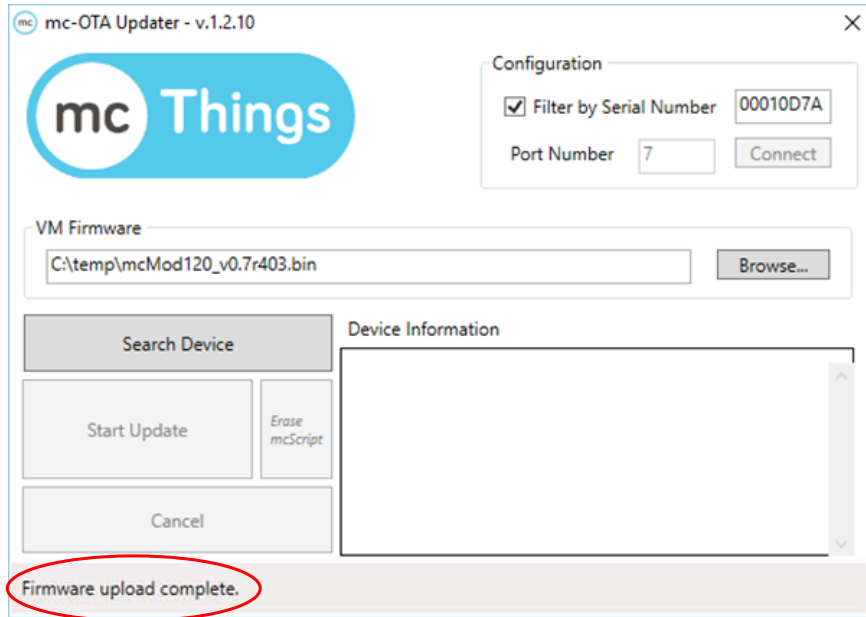 mc mc-OTA Updater - v.1.2.10
mc Things
Configuration
Filter by Serial Number 00010D7A
Port Number 7 Connect
VM Firmware
C:\temp\mcMod120_v0.7r403.bin Browse...
Search Device
Device Information
Start Update
Erase
mcScript
Cancel
Firmware upload complete.